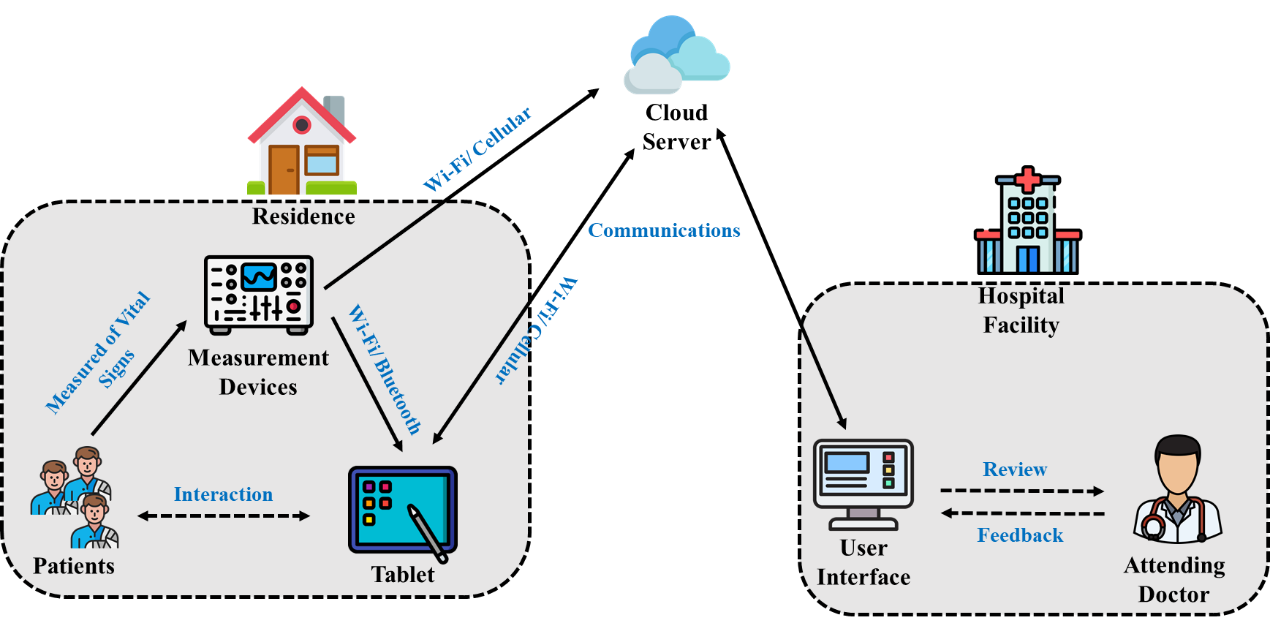 Cloud
Server
Wi-Fi/ Cellular
Residence
Communications
Wi-Fi/Cellular
Hospital
Facility
Measured of Vital
Signs
Measurement
Devices
Wi-Fi/Bluetooth
Interaction
Patients
Tablet
Review
Feedback
User
Interface
Attending
Doctor